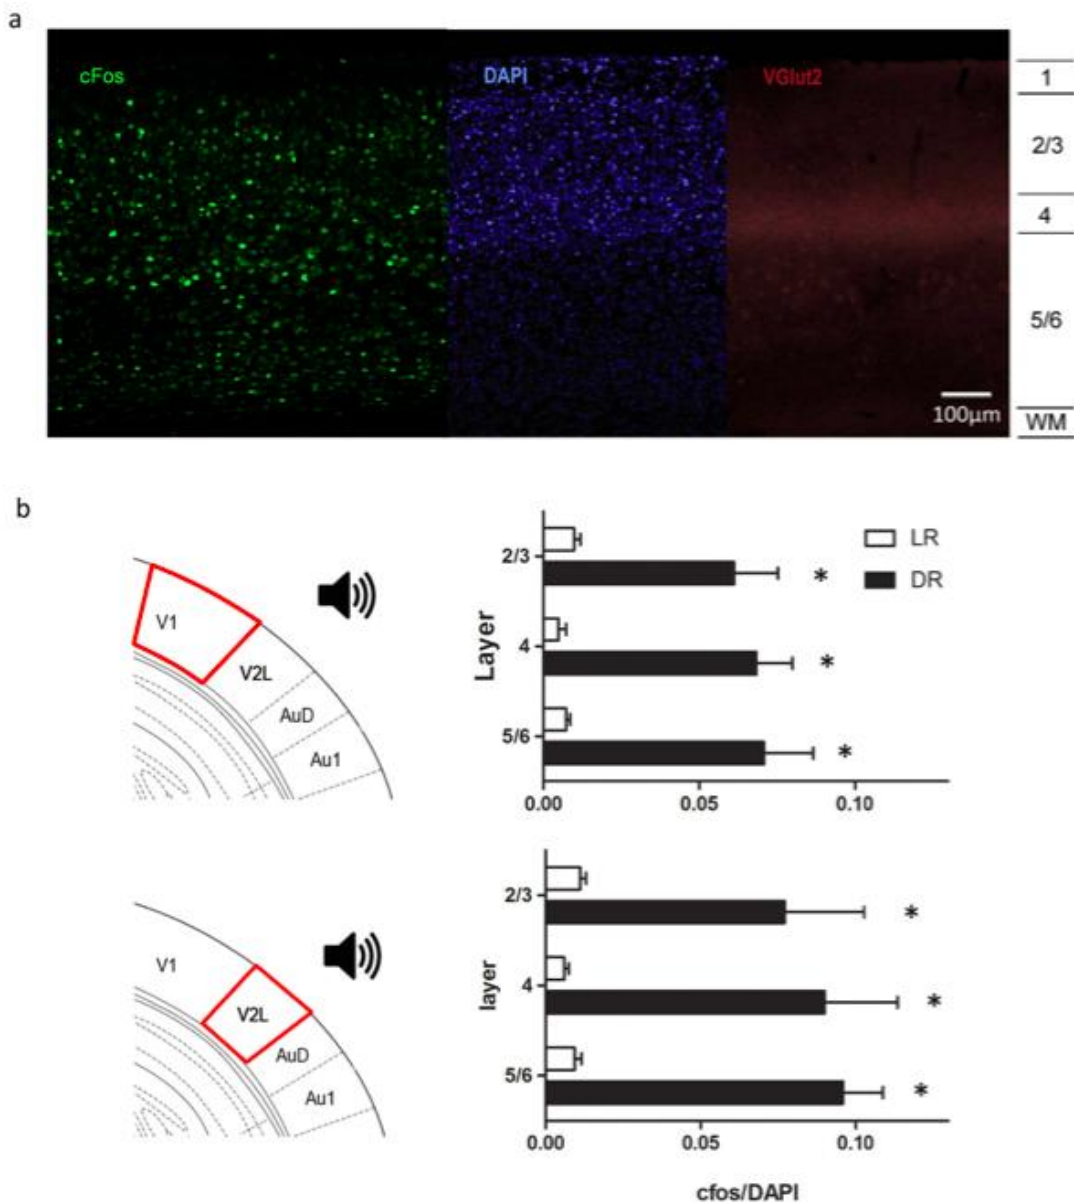 a
cFos
DAPI
VGlut2
1
2/3
4
5/6
WM
100µm
b
V1
V2L
AuD
Au1
Layer
2/3
4
5/6
LR
DR
*
*
*
0.00
0.05
0.10
V1
V2L
AuD
Au1
layer
2/3
4
5/6
*
*
*
0.00
0.05
0.10
cfos/DAPI